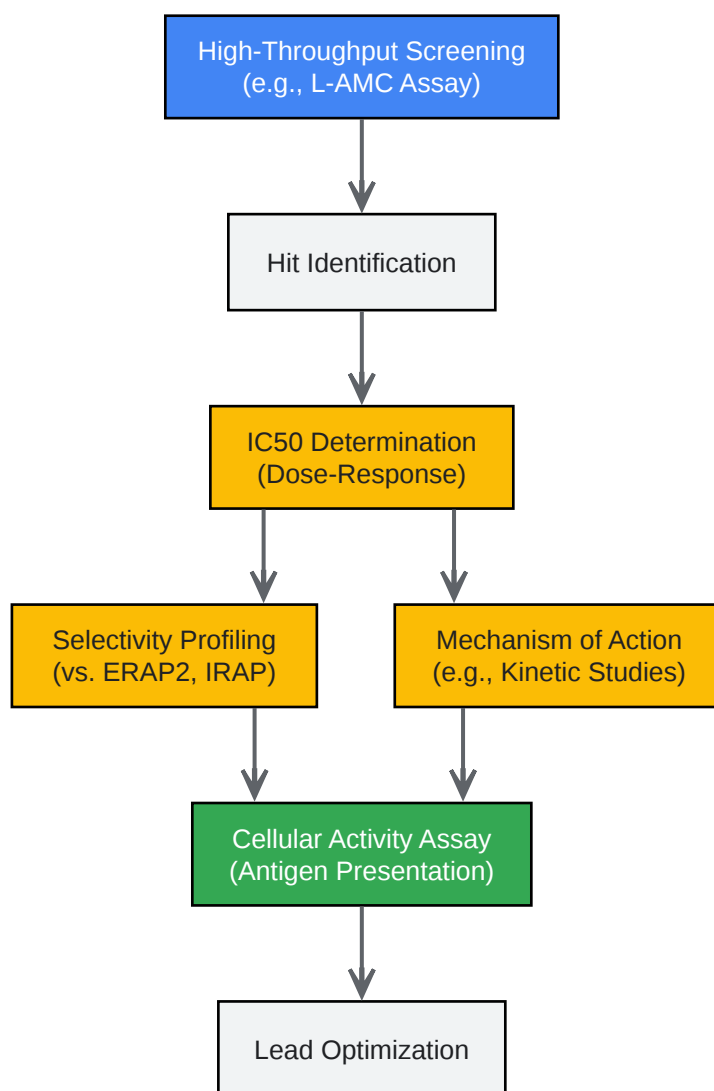 High-Throughput Screening
(e.g., L-AMC Assay)
Hit Identification
IC50 Determination
(Dose-Response)
Selectivity Profiling
(vs. ERAP2, IRAP)
Mechanism of Action
(e.g., Kinetic Studies)
Cellular Activity Assay
(Antigen Presentation)
Lead Optimization